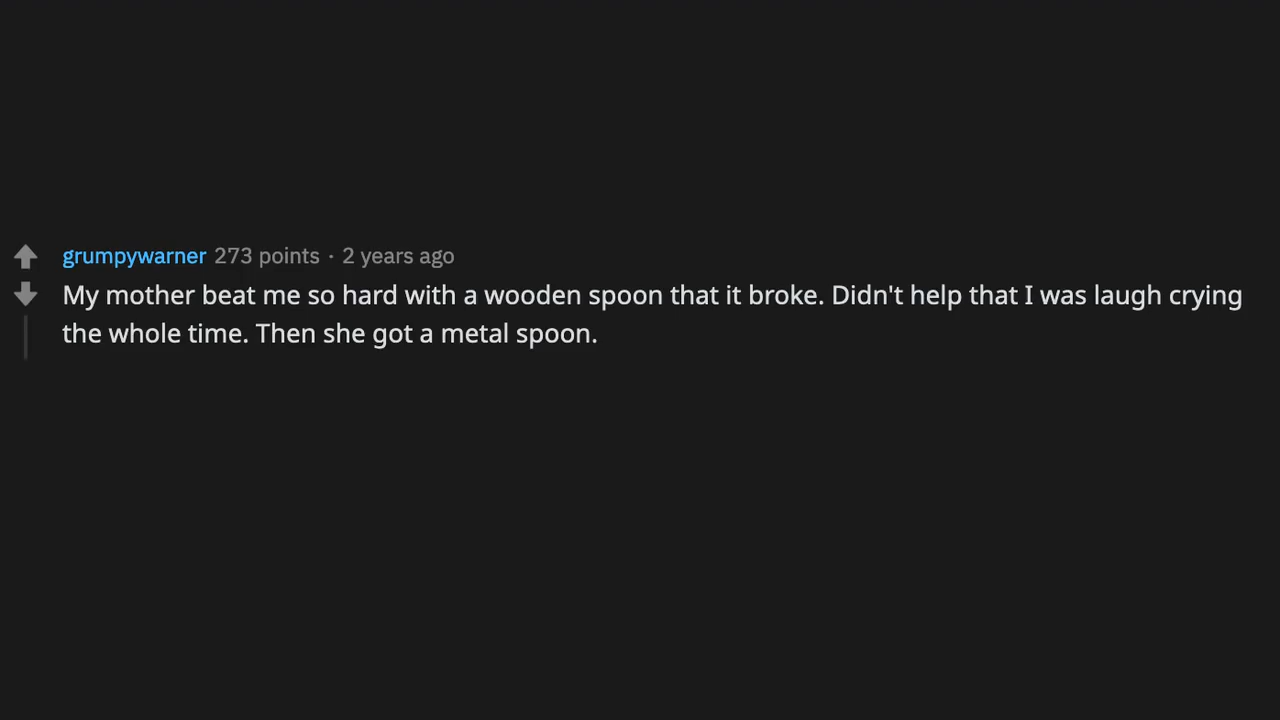 grumpywarner 273 points · 2 years ago
My mother beat me so hard with a wooden spoon that it broke. Didn't help that I was laugh crying
the whole time. Then she got a metal spoon.